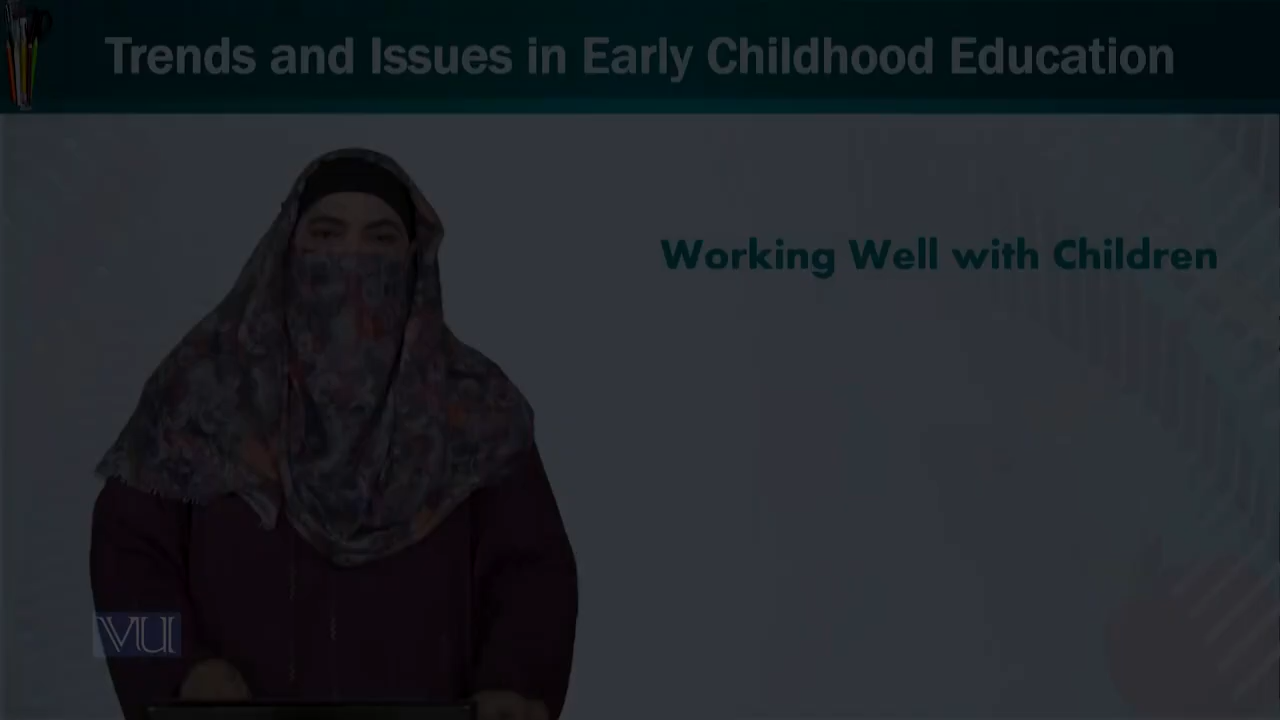 Trends and Issues in Early Childhood Education
Working Well with Children
VU